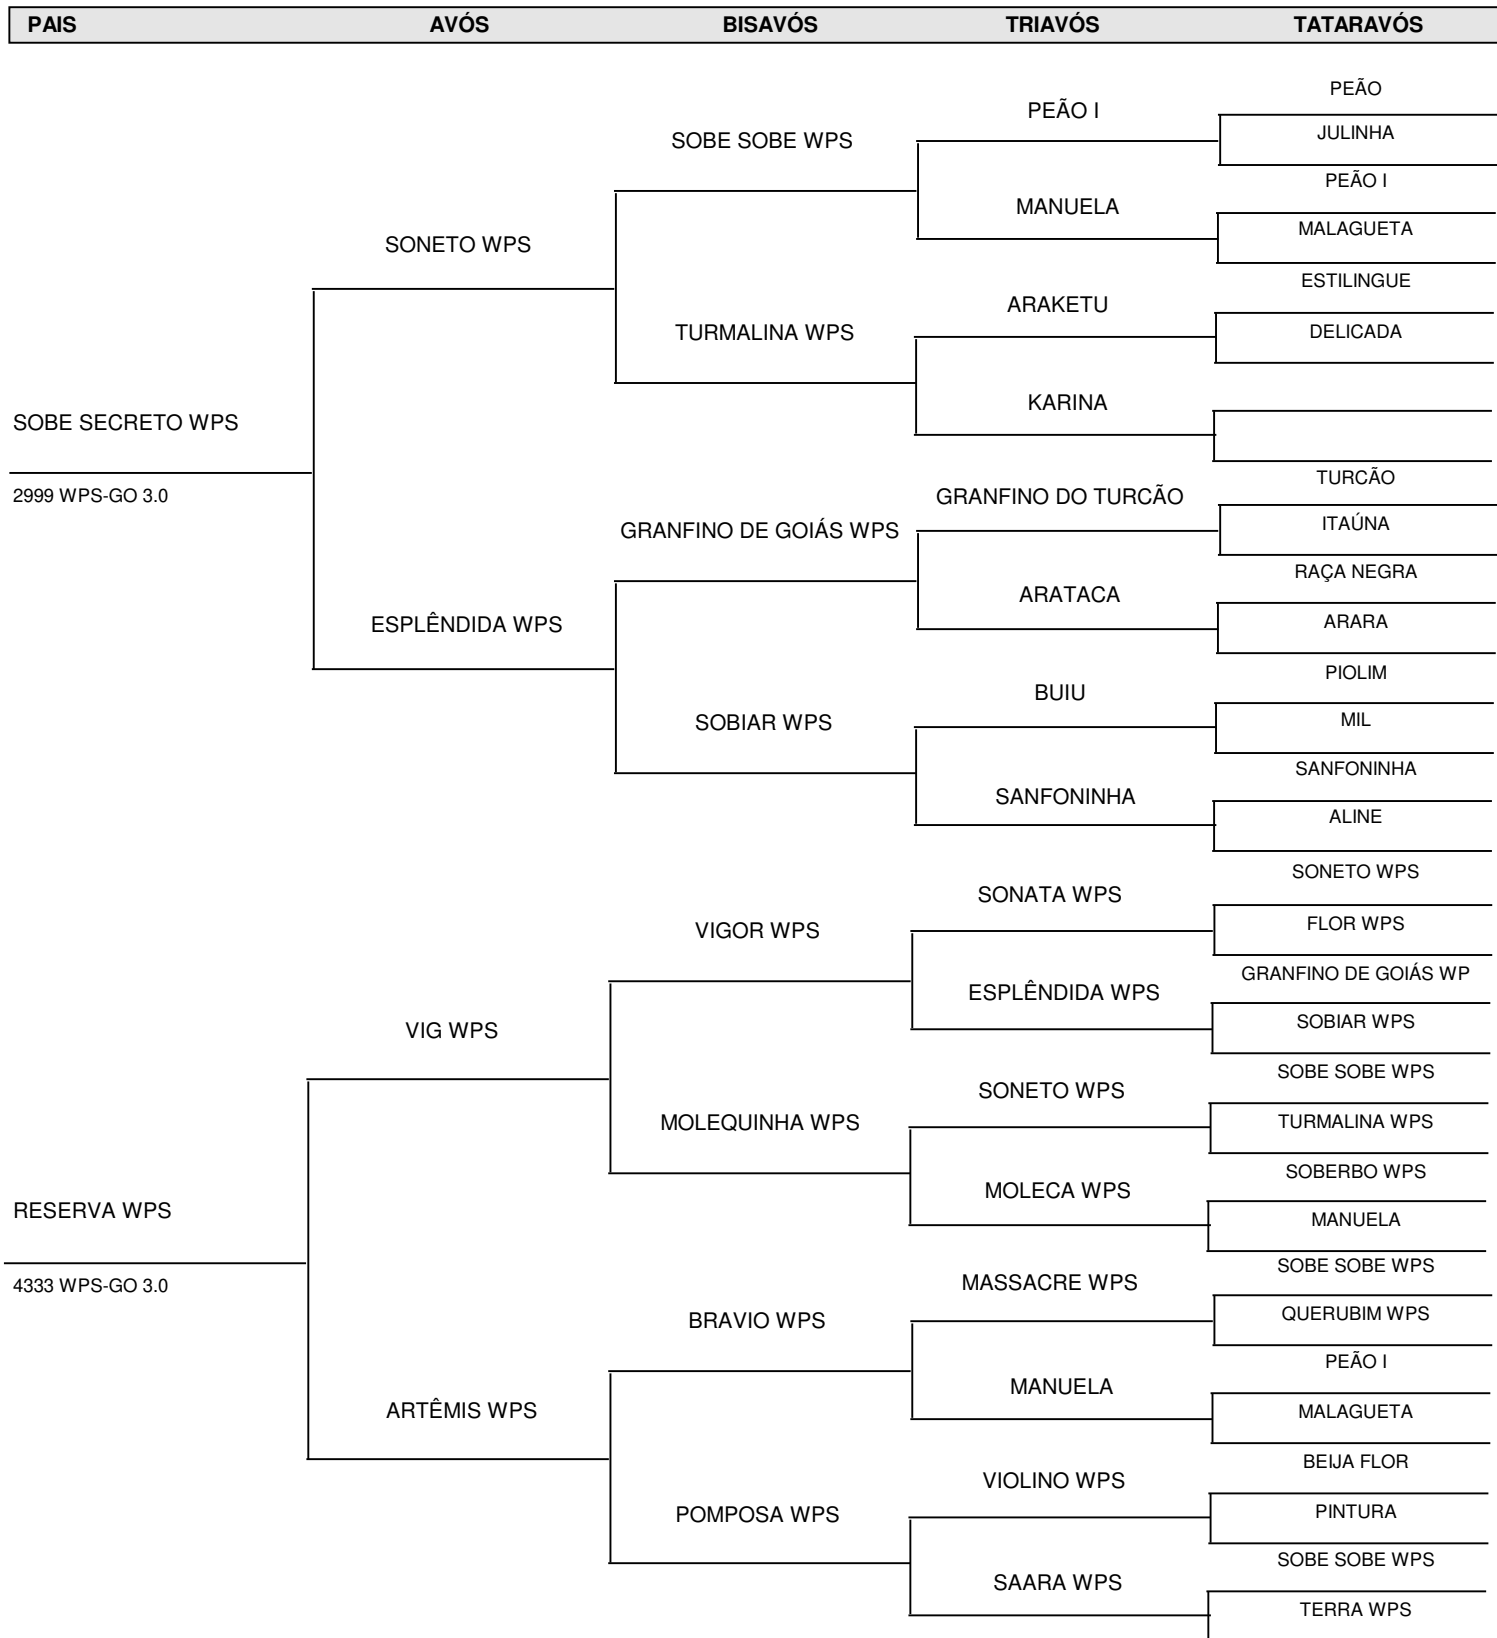 PAIS AVÓS BISAVÓS TRIAVÓS TATARAVÓS
PEÃO
PEÃO I
JULINHA
SOBE SOBE WPS
PEÃO I
MANUELA
MALAGUETA
SONETO WPS
ESTILINGUE
ARAKETU
TURMALINA WPS
DELICADA
KARINA
SOBE SECRETO WPS
2999 WPS-GO 3.0
TURCÃO
GRANFINO DO TURCÃO
ITAÚNA
GRANFINO DE GOIÁS WPS
RAÇA NEGRA
ARATACA
ARARA
ESPLÊNDIDA WPS
PIOLIM
BUIU
MIL
SOBIAR WPS
SANFONINHA
SANFONINHA
ALINE
SONETO WPS
SONATA WPS
FLOR WPS
VIGOR WPS
GRANFINO DE GOIÁS WP
ESPLÊNDIDA WPS
SOBIAR WPS
VIG WPS
SOBE SOBE WPS
SONETO WPS
TURMALINA WPS
MOLEQUINHA WPS
SOBERBO WPS
MOLECA WPS
MANUELA
RESERVA WPS
4333 WPS-GO 3.0
SOBE SOBE WPS
MASSACRE WPS
QUERUBIM WPS
BRAVIO WPS
PEÃO I
MANUELA
MALAGUETA
ARTÊMIS WPS
BEIJA FLOR
VIOLINO WPS
PINTURA
POMPOSA WPS
SOBE SOBE WPS
SAARA WPS
TERRA WPS